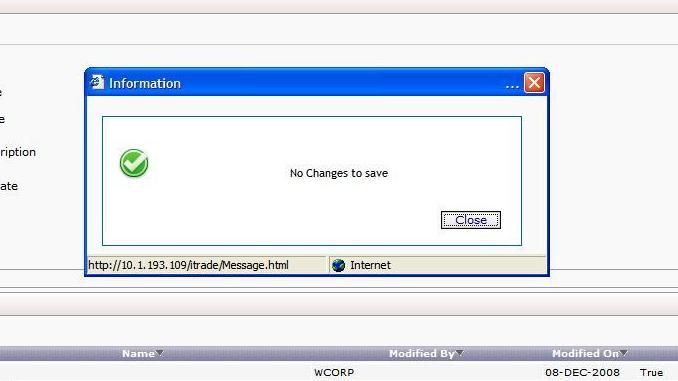 Information
...
e
e
ription
ate
No Changes to save
Close
http://10.1.193.109/itrade/Message.html
Internet
Name Modified By Modified On
WCORP 08-DEC-2008 True